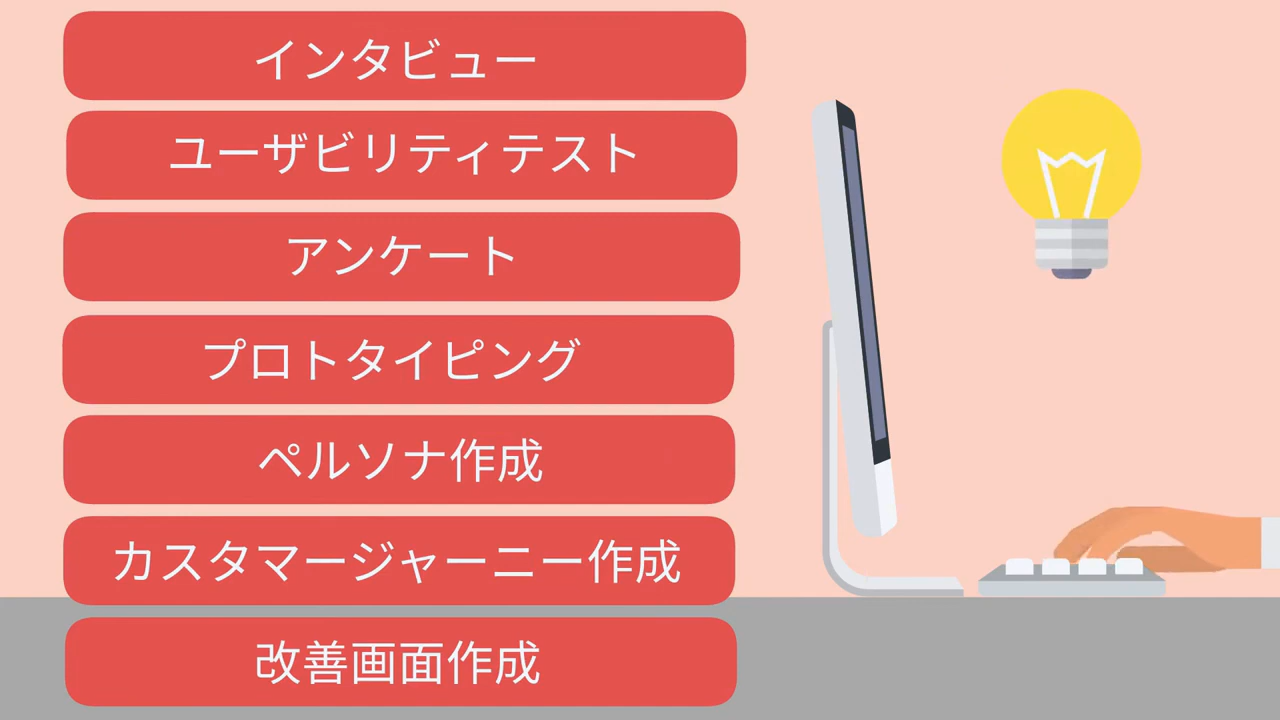 インタビュー
ユーザビリティテスト
アンケート
プロトタイピング
ペルソナ作成
カスタマージャーニー作成
改善画面作成